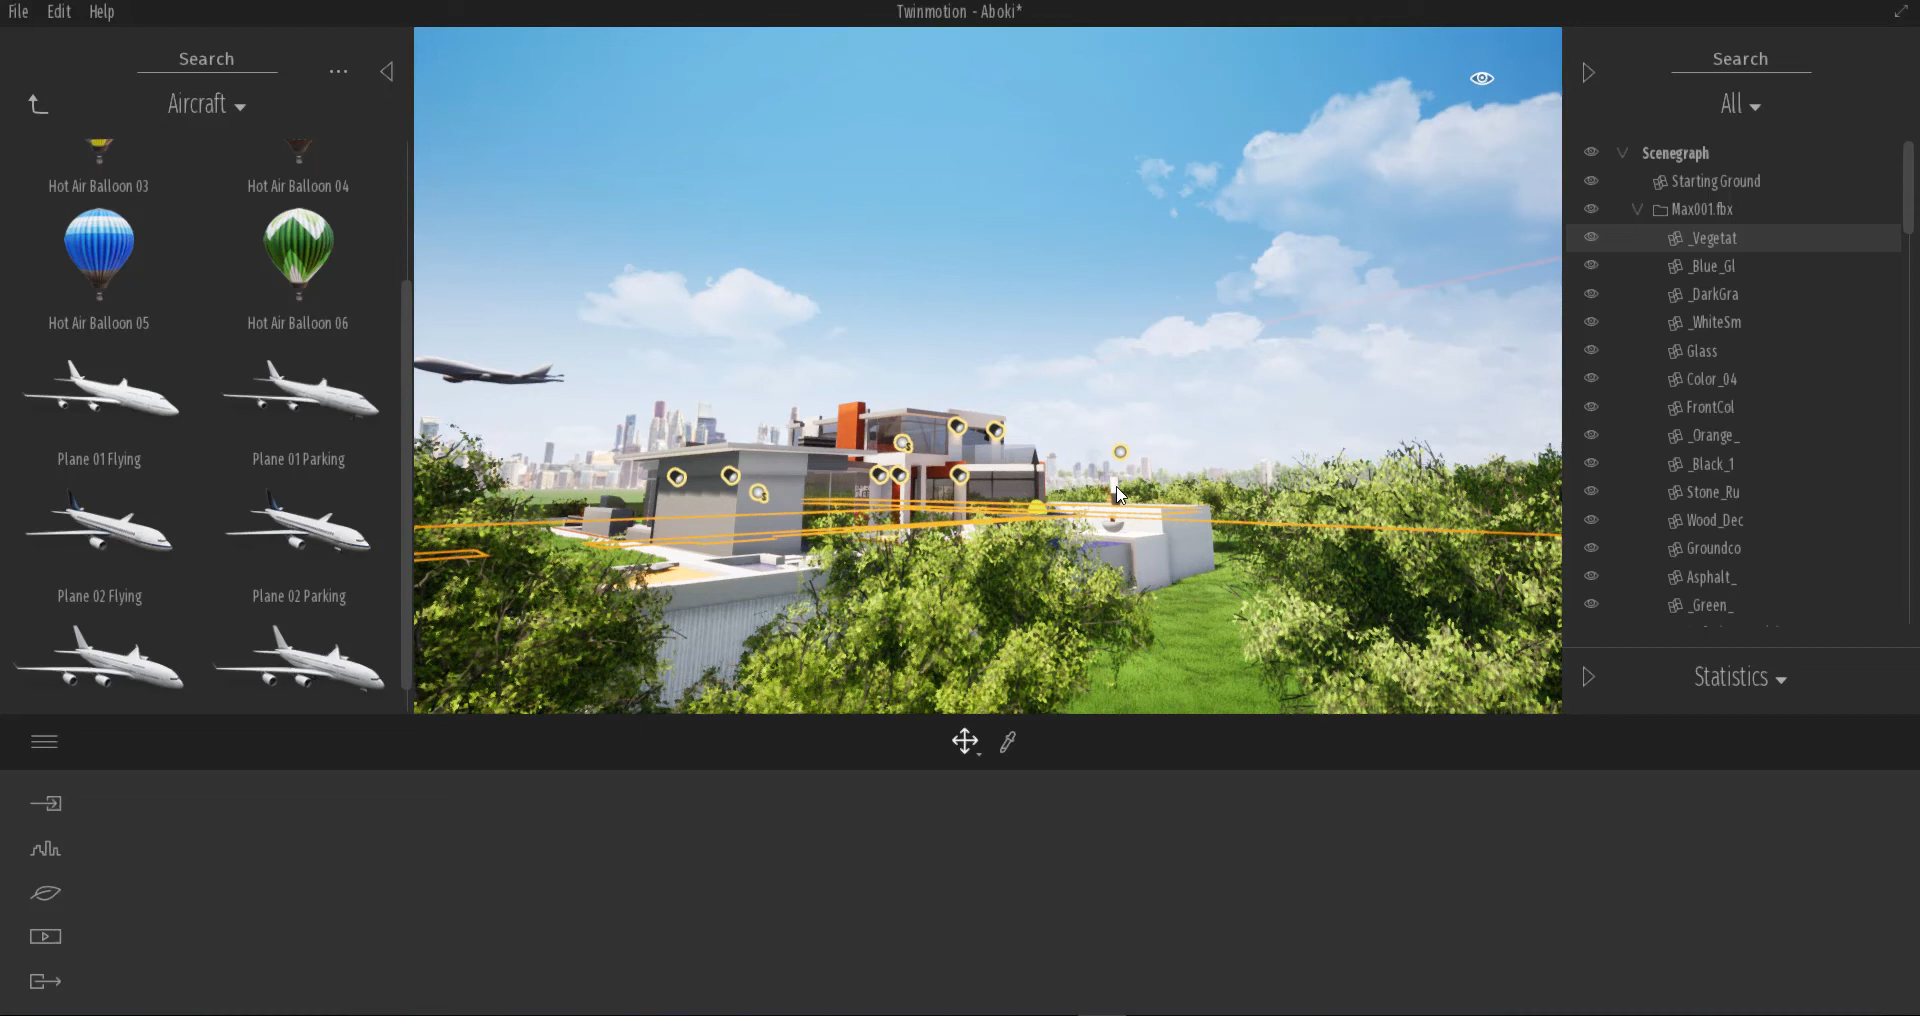 File Edit Help
Twinmotion - Aboki*
Search
Aircraft
Hot Air Balloon 03
Hot Air Balloon 04
Hot Air Balloon 05
Hot Air Balloon 06
Plane 01 Flying
Plane 01 Parking
Plane 02 Flying
Plane 02 Parking
Search
All
Scenegraph
Starting Ground
Max001.fbx
_Vegetat
_Blue_Gl
_DarkGra
_WhiteSm
Glass
Color_04
FrontCol
_Orange_
_Black_1
Stone_Ru
Wood_Dec
Groundco
Asphalt_
_Green_
Statistics